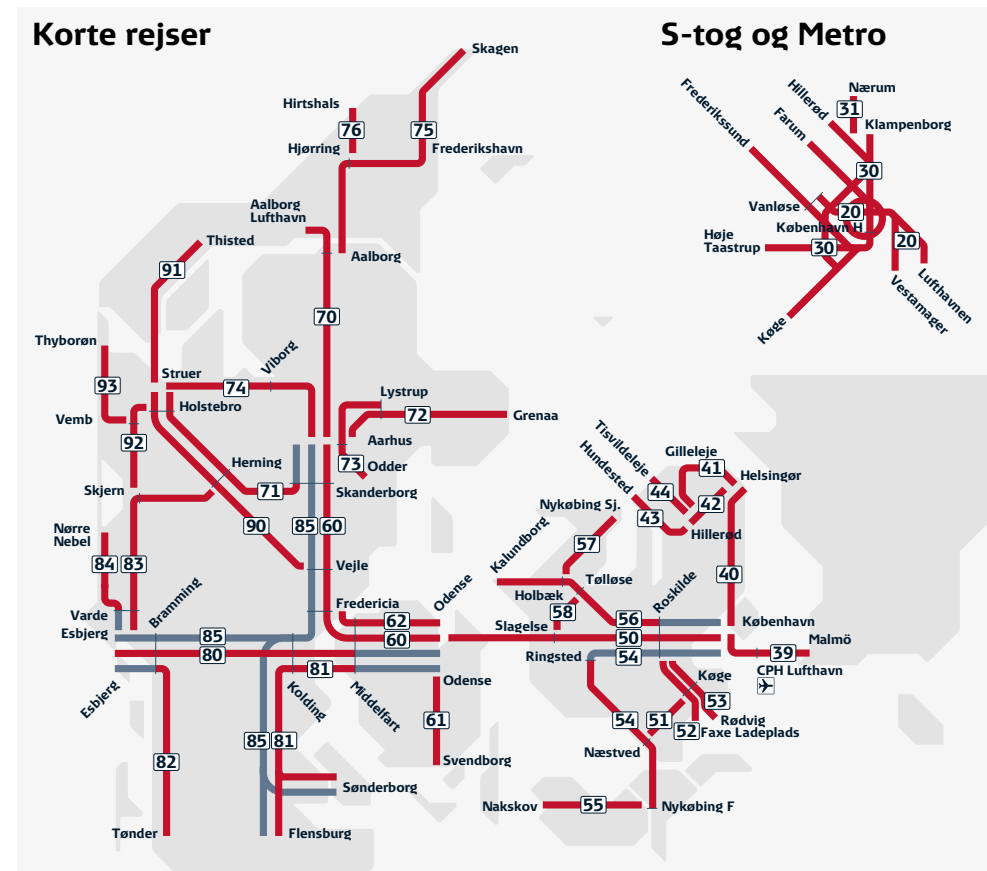 Korte rejser
S-tog og Metro
Skagen
Hirtshals
76
75
Hjørring
Frederikshavn
Aalborg
Lufthavn
Thisted
Aalborg
91
70
Thyborøn
Struer
Viborg
93
74
Holstebro
Lystrup
Vemb
72
Grenaa
92
Aarhus
Herning
73
Odder
Skjern
71
Skanderborg
Nørre
Nebel
90
85
60
84
83
Vejle
Bramming
Fredericia
Odense
Varde
62
Esbjerg
85
60
80
81
Odense
Esbjerg
Kolding
Middelfart
61
85
81
82
Svendborg
Sønderborg
Tønder
Flensburg
Nærum
Hillerød
31
Frederikssund
Farum
Klampenborg
30
Vanløse
20
København H
Høje
Taastrup
30
20
Lufthavnen
Vestamager
Køge
Tisvildeleje
Gilleleje
41
Helsingør
Hundested
44
42
43
Hillerød
Nykøbing Sj.
Kalundborg
57
40
Tølløse
Roskilde
Holbæk
58
56
København
Slagelse
50
Malmö
Ringsted
54
39
CPH Lufthavn
Køge
53
54
51
52
Rødvig
Faxe Ladeplads
Næstved
Nakskov
55
Nykøbing F